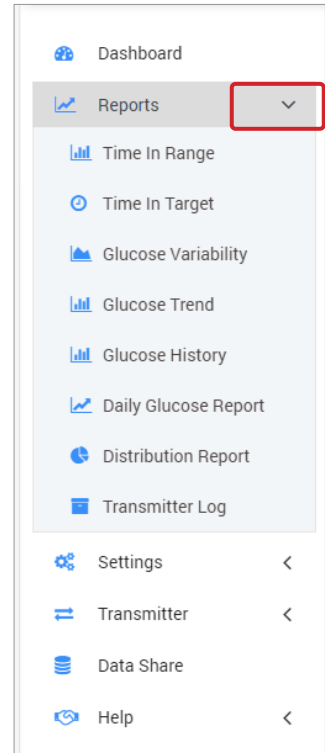 Dashboard
Reports
Time In Range
Time In Target
Glucose Variability
Glucose Trend
Glucose History
Daily Glucose Report
Distribution Report
Transmitter Log
Settings
Transmitter
Data Share
Help